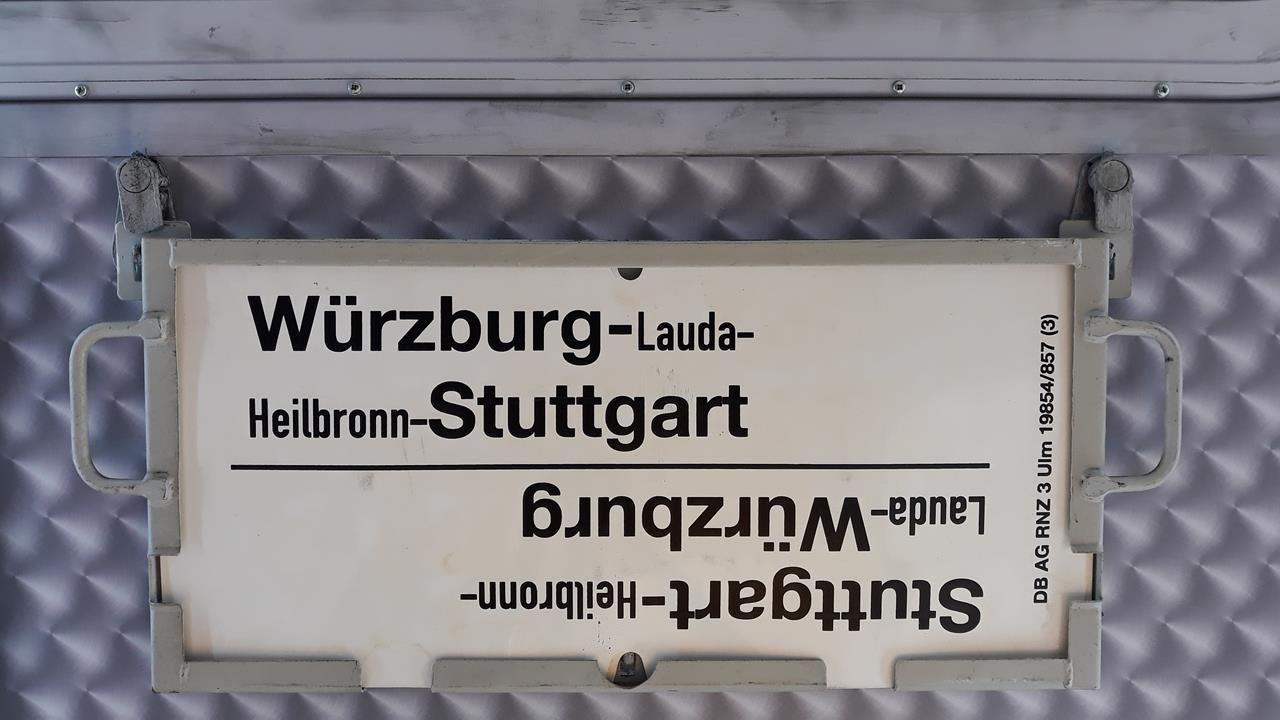 Würzburg-Lauda-
Heilbronn-Stuttgart
Stuttgart-Heilbronn-
Lauda-Würzburg
DB AG RNZ 3 Ulm 19854/857 (3)